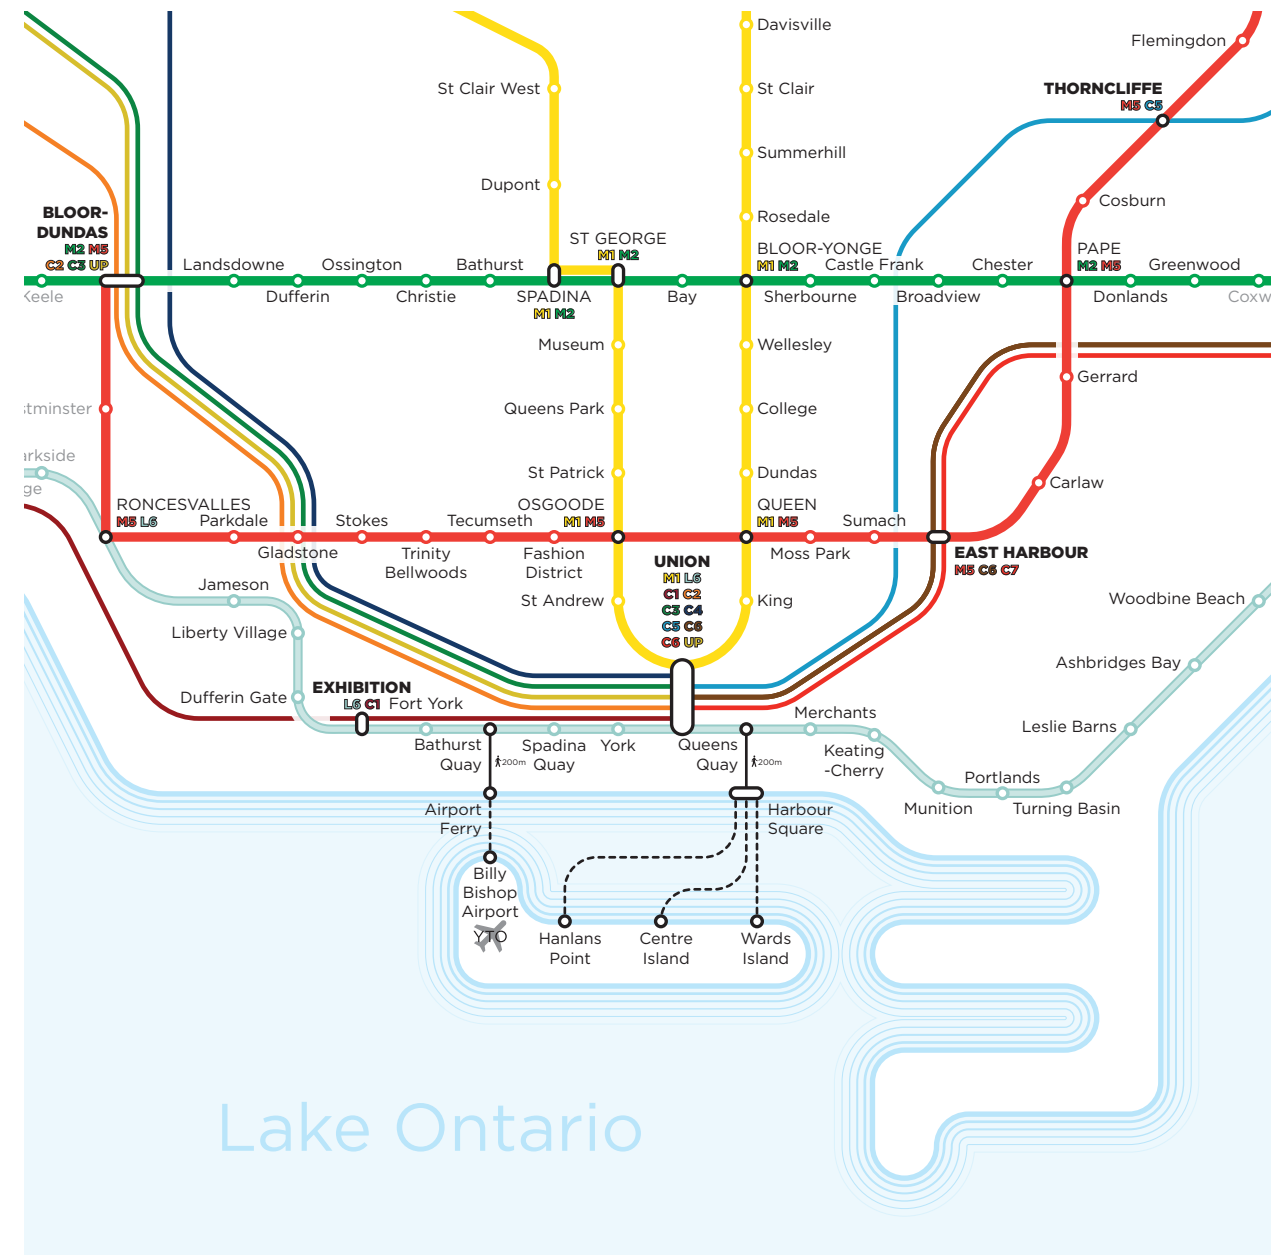 Davisville
Flemingdon
St Clair West
St Clair
THORNCLIFFE
M5 C5
Summerhill
Dupont
Cosburn
BLOOR-
DUNDAS
M2 M5
C2 C3 UP
Rosedale
ST GEORGE
M1 M2
BLOOR-YONGE
M1 M2
PAPE
M2 M5
Landsdowne
Ossington
Bathurst
Castle Frank
Chester
Greenwood
Keele
Dufferin
Christie
SPADINA
M1 M2
Bay
Sherbourne
Broadview
Donlands
Coxw
Museum
Wellesley
Gerrard
stminster
Queens Park
College
arkside
ge
St Patrick
Dundas
Carlaw
RONCESVALLES
M5 L6
Parkdale
Stokes
Tecumseth
OSGOODE
M1 M5
QUEEN
M1 M5
Sumach
Gladstone
Trinity
Bellwoods
Fashion
District
Moss Park
EAST HARBOUR
M5 C6 C7
UNION
M1 L6
C1 C2
C3 C4
C5 C6
C6 UP
Jameson
St Andrew
King
Woodbine Beach
Liberty Village
Ashbridges Bay
Dufferin Gate
EXHIBITION
L6 C1
Fort York
Merchants
Leslie Barns
Bathurst
Quay
200m
Spadina
Quay
York
Queens
Quay
200m
Keating
-Cherry
Portlands
Munition
Turning Basin
Airport
Ferry
Harbour
Square
Billy
Bishop
Airport
YTO
Hanlans
Point
Centre
Island
Wards
Island
Lake Ontario